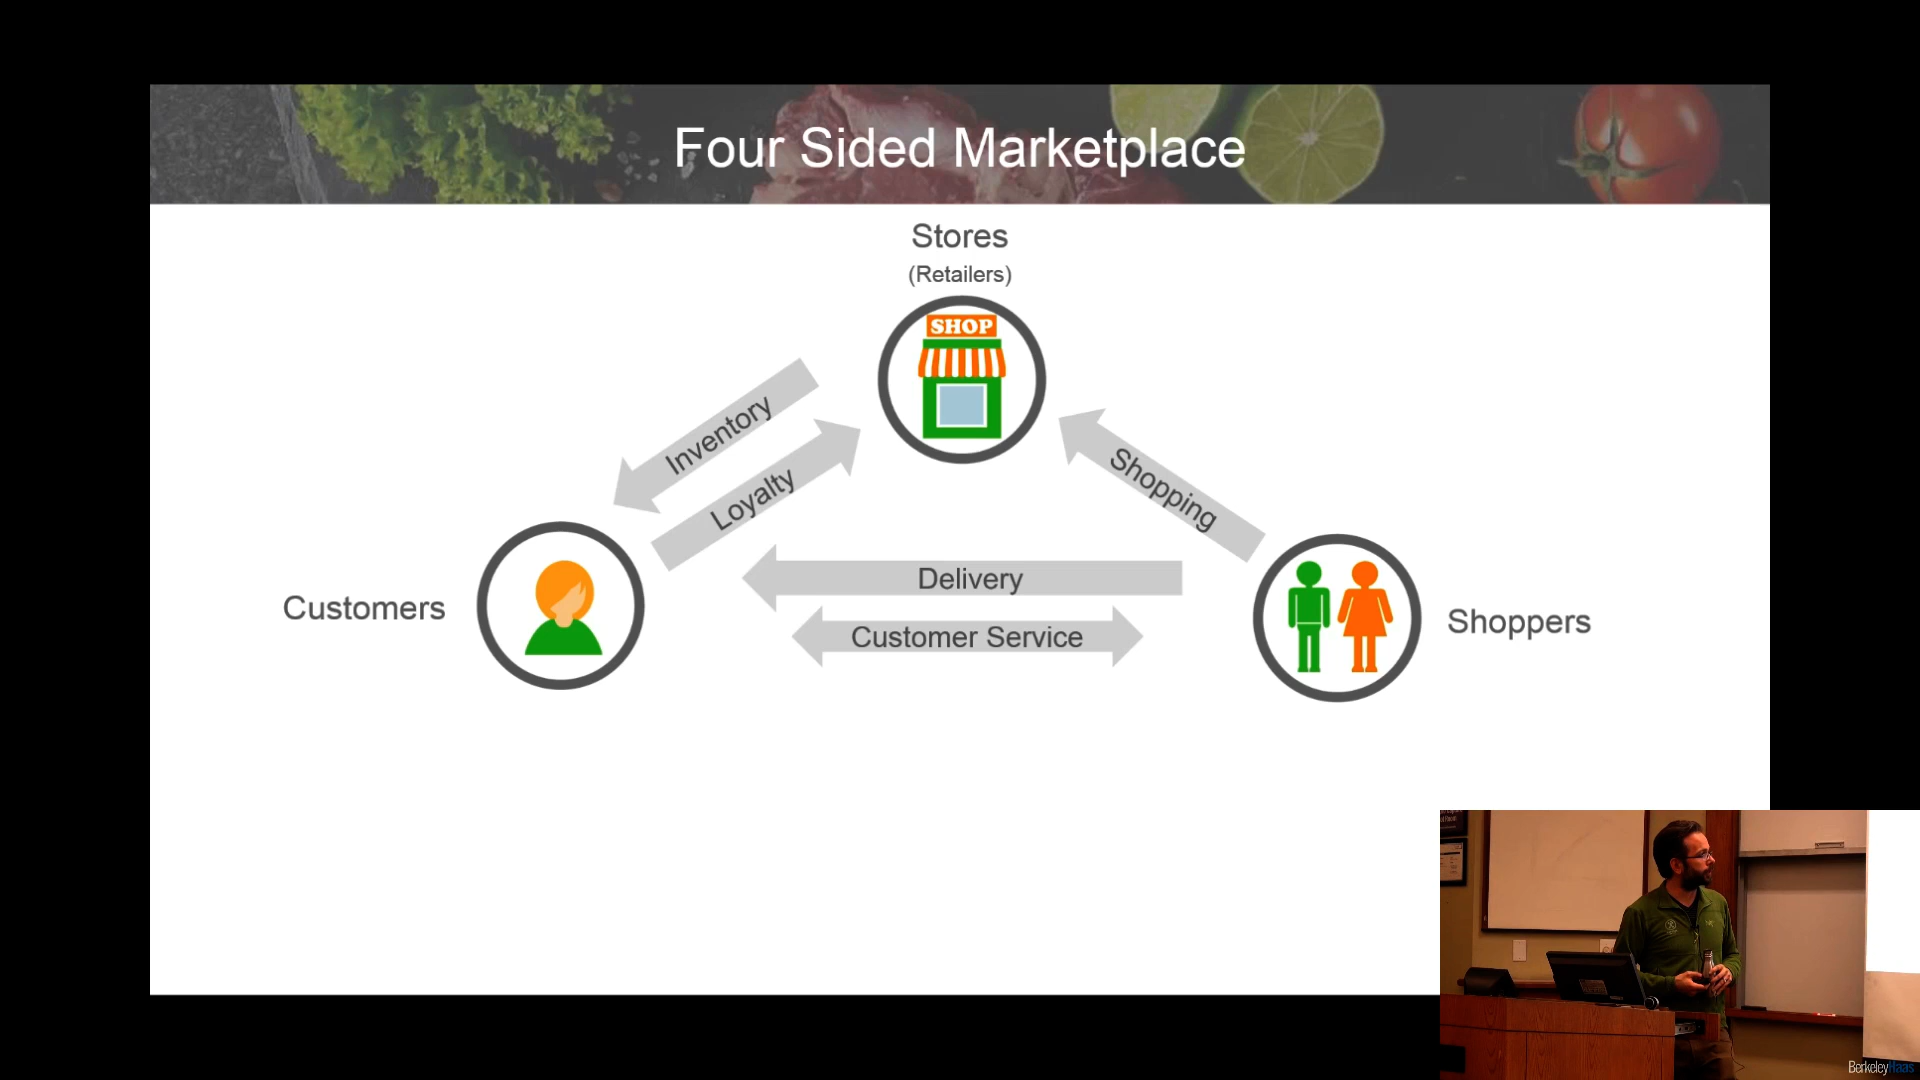 Four Sided Marketplace
Stores
(Retailers)
SHOP
Inventory
Loyalty
Shopping
Delivery
Customer Service
Customers
Shoppers
BerkeleyHaas